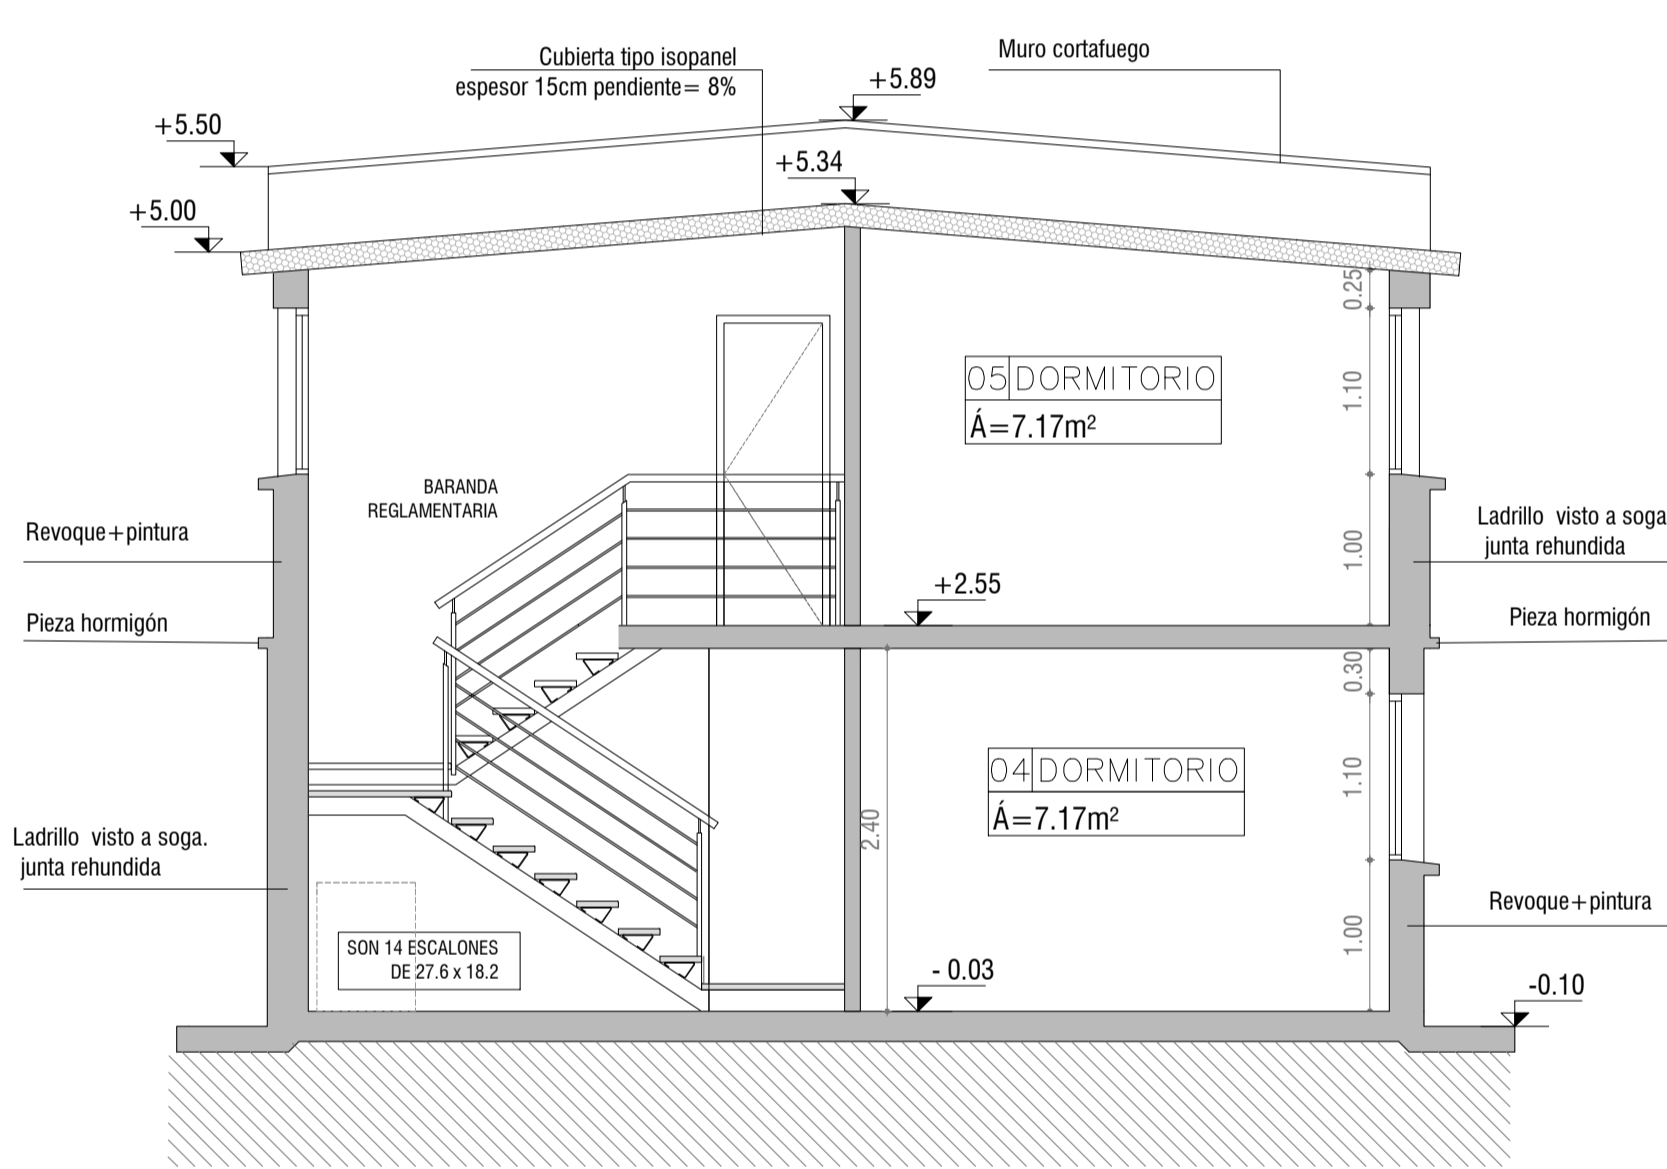 Cubierta tipo isopanel
espesor 15cm pendiente= 8%
Muro cortafuego
+5.89
+5.50
+5.34
+5.00
0.25
05 DORMITORIO
Á=7.17m²
1.10
BARANDA
REGLAMENTARIA
Revoque+pintura
Ladrillo visto a soga
junta rehundida
1.00
+2.55
Pieza hormigón
Pieza hormigón
0.30
04 DORMITORIO
Á=7.17m²
1.10
2.40
Ladrillo visto a soga.
junta rehundida
Revoque+pintura
1.00
SON 14 ESCALONES
DE 27.6 x 18.2
- 0.03
-0.10